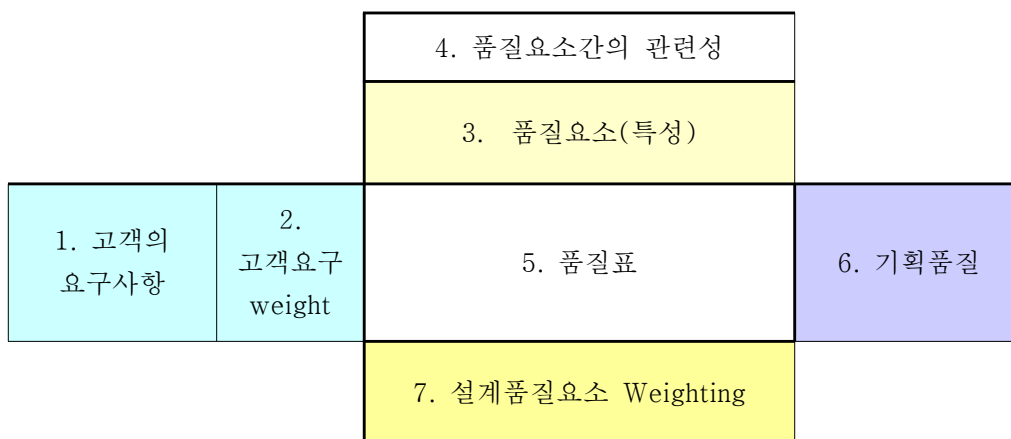 4. 품질요소간의 관련성
3. 품질요소(특성)
1. 고객의
요구사항
2.
고객요구
weight
5. 품질표
6. 기획품질
7. 설계품질요소 Weighting